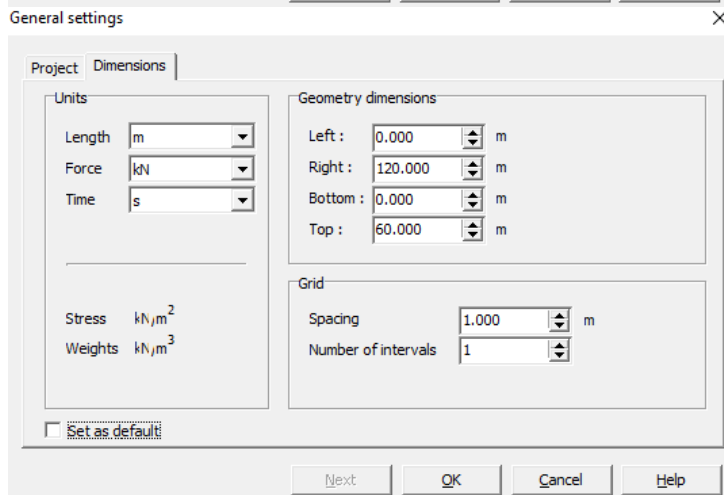 General settings
Project
Dimensions
Units
Length m
Force kN
Time s
Stress kN/m2
Weights kN/m3
Set as default
Geometry dimensions
Left : 0.000 m
Right : 120.000 m
Bottom : 0.000 m
Top : 60.000 m
Grid
Spacing 1.000 m
Number of intervals 1
Next OK Cancel Help